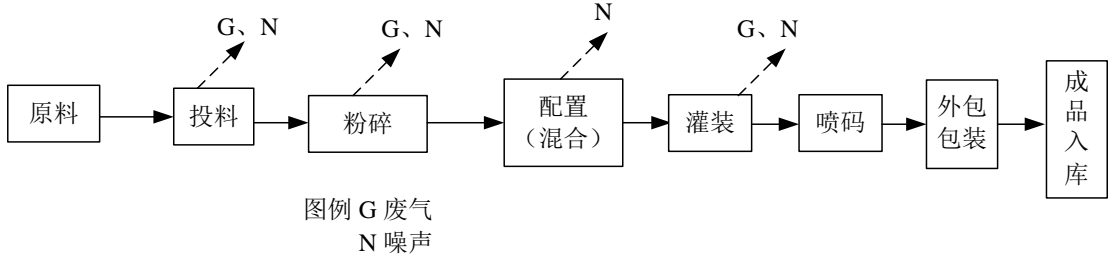 G、N
G、N
N
G、N
原料
投料
粉碎
配置
（混合）
灌装
喷码
外包
包装
成
品
入
库
图例 G 废气
N 噪声